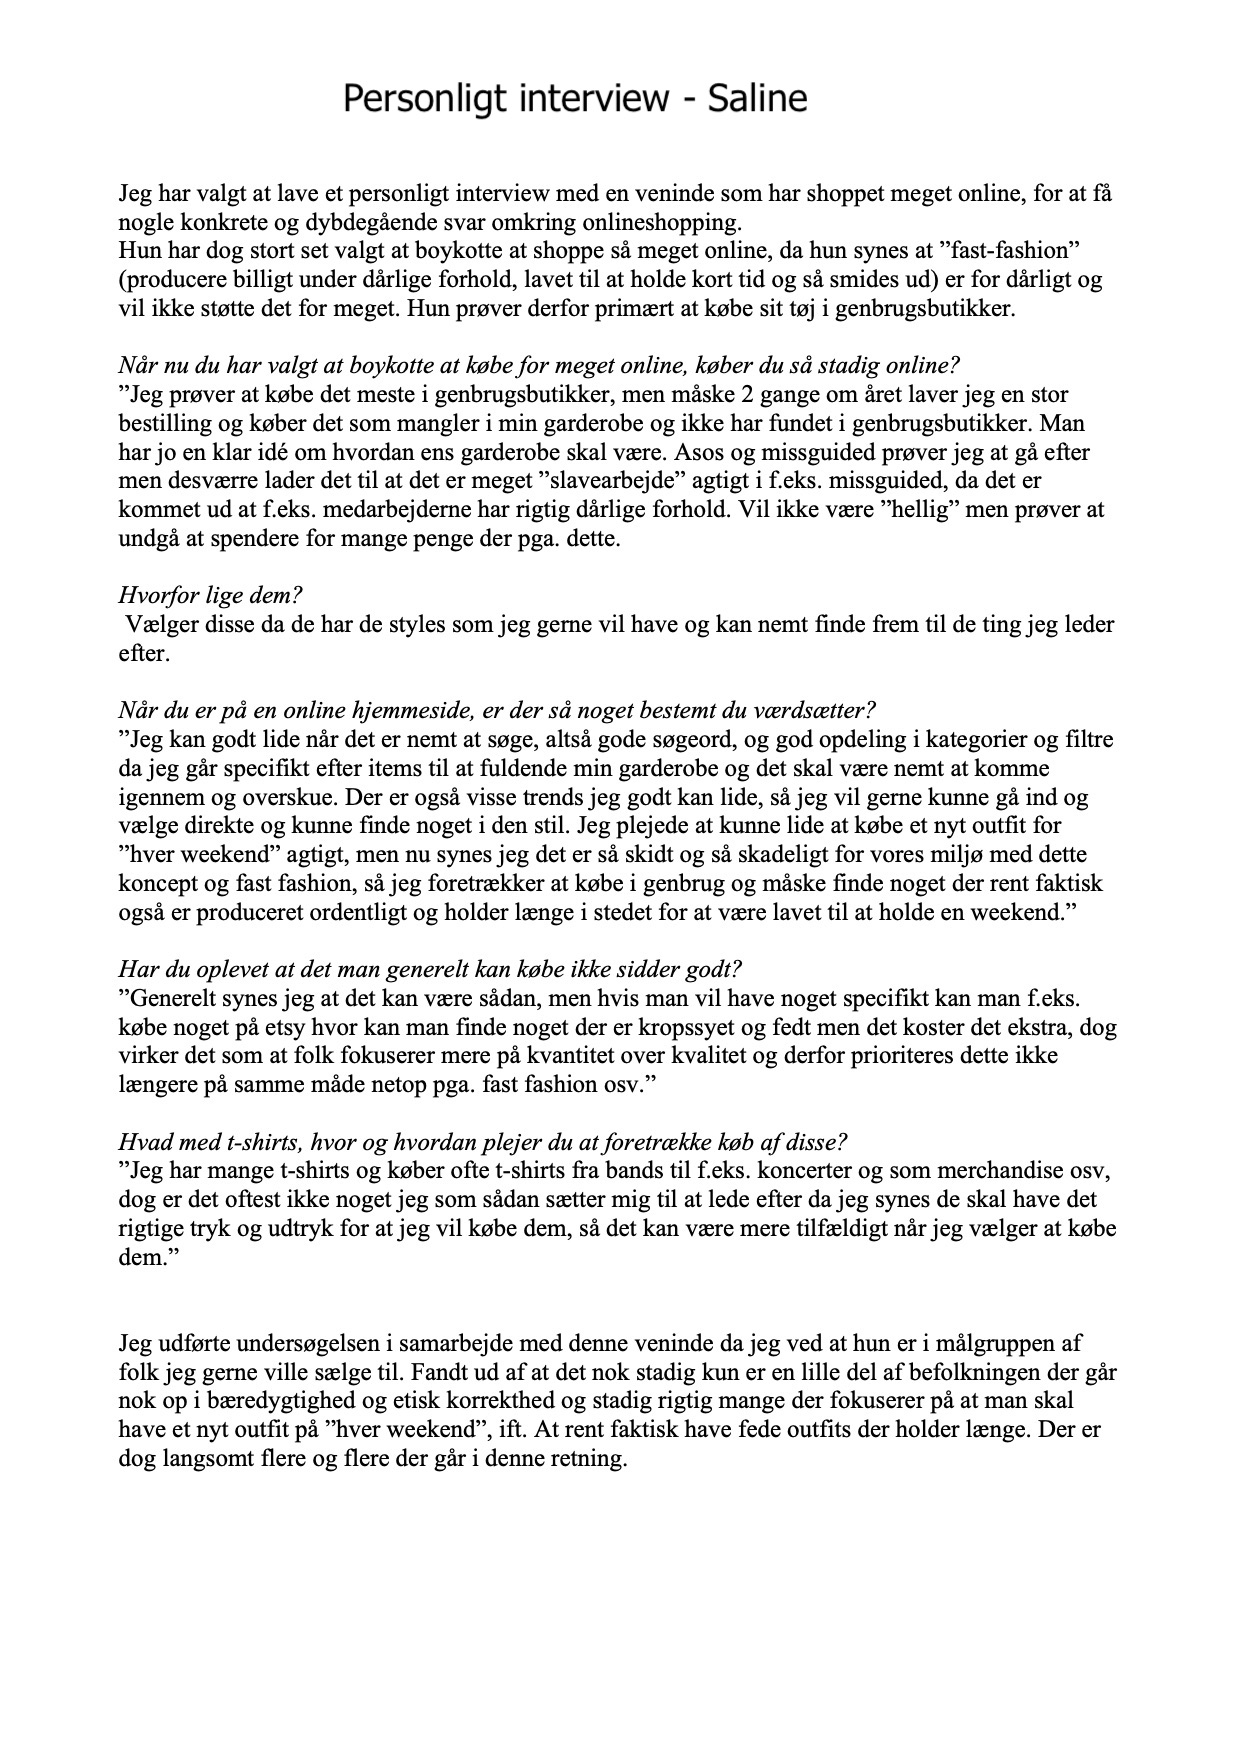 Personligt interview - Saline
Jeg har valgt at lave et personligt interview med en veninde som har shoppet meget online, for at få
nogle konkrete og dybdegående svar omkring onlineshopping.
Hun har dog stort set valgt at boykotte at shoppe så meget online, da hun synes at ”fast-fashion”
(producere billigt under dårlige forhold, lavet til at holde kort tid og så smides ud) er for dårligt og
vil ikke støtte det for meget. Hun prøver derfor primært at købe sit tøj i genbrugsbutikker.
Når nu du har valgt at boykotte at købe for meget online, køber du så stadig online?
”Jeg prøver at købe det meste i genbrugsbutikker, men måske 2 gange om året laver jeg en stor
bestilling og køber det som mangler i min garderobe og ikke har fundet i genbrugsbutikker. Man
har jo en klar idé om hvordan ens garderobe skal være. Asos og missguided prøver jeg at gå efter
men desværre lader det til at det er meget ”slavearbejde” agtigt i f.eks. missguided, da det er
kommet ud at f.eks. medarbejderne har rigtig dårlige forhold. Vil ikke være ”hellig” men prøver at
undgå at spendere for mange penge der pga. dette.
Hvorfor lige dem?
Vælger disse da de har de styles som jeg gerne vil have og kan nemt finde frem til de ting jeg leder
efter.
Når du er på en online hjemmeside, er der så noget bestemt du værdsætter?
”Jeg kan godt lide når det er nemt at søge, altså gode søgeord, og god opdeling i kategorier og filtre
da jeg går specifikt efter items til at fuldende min garderobe og det skal være nemt at komme
igennem og overskue. Der er også visse trends jeg godt kan lide, så jeg vil gerne kunne gå ind og
vælge direkte og kunne finde noget i den stil. Jeg plejede at kunne lide at købe et nyt outfit for
”hver weekend” agtigt, men nu synes jeg det er så skidt og så skadeligt for vores miljø med dette
koncept og fast fashion, så jeg foretrækker at købe i genbrug og måske finde noget der rent faktisk
også er produceret ordentligt og holder længe i stedet for at være lavet til at holde en weekend.”
Har du oplevet at det man generelt kan købe ikke sidder godt?
”Generelt synes jeg at det kan være sådan, men hvis man vil have noget specifikt kan man f.eks.
købe noget på etsy hvor kan man finde noget der er kropssyet og fedt men det koster det ekstra, dog
virker det som at folk fokuserer mere på kvantitet over kvalitet og derfor prioriteres dette ikke
længere på samme måde netop pga. fast fashion osv.”
Hvad med t-shirts, hvor og hvordan plejer du at foretrække køb af disse?
”Jeg har mange t-shirts og køber ofte t-shirts fra bands til f.eks. koncerter og som merchandise osv,
dog er det oftest ikke noget jeg som sådan sætter mig til at lede efter da jeg synes de skal have det
rigtige tryk og udtryk for at jeg vil købe dem, så det kan være mere tilfældigt når jeg vælger at købe
dem.”
Jeg udførte undersøgelsen i samarbejde med denne veninde da jeg ved at hun er i målgruppen af
folk jeg gerne ville sælge til. Fandt ud af at det nok stadig kun er en lille del af befolkningen der går
nok op i bæredygtighed og etisk korrekthed og stadig rigtig mange der fokuserer på at man skal
have et nyt outfit på ”hver weekend”, ift. At rent faktisk have fede outfits der holder længe. Der er
dog langsomt flere og flere der går i denne retning.